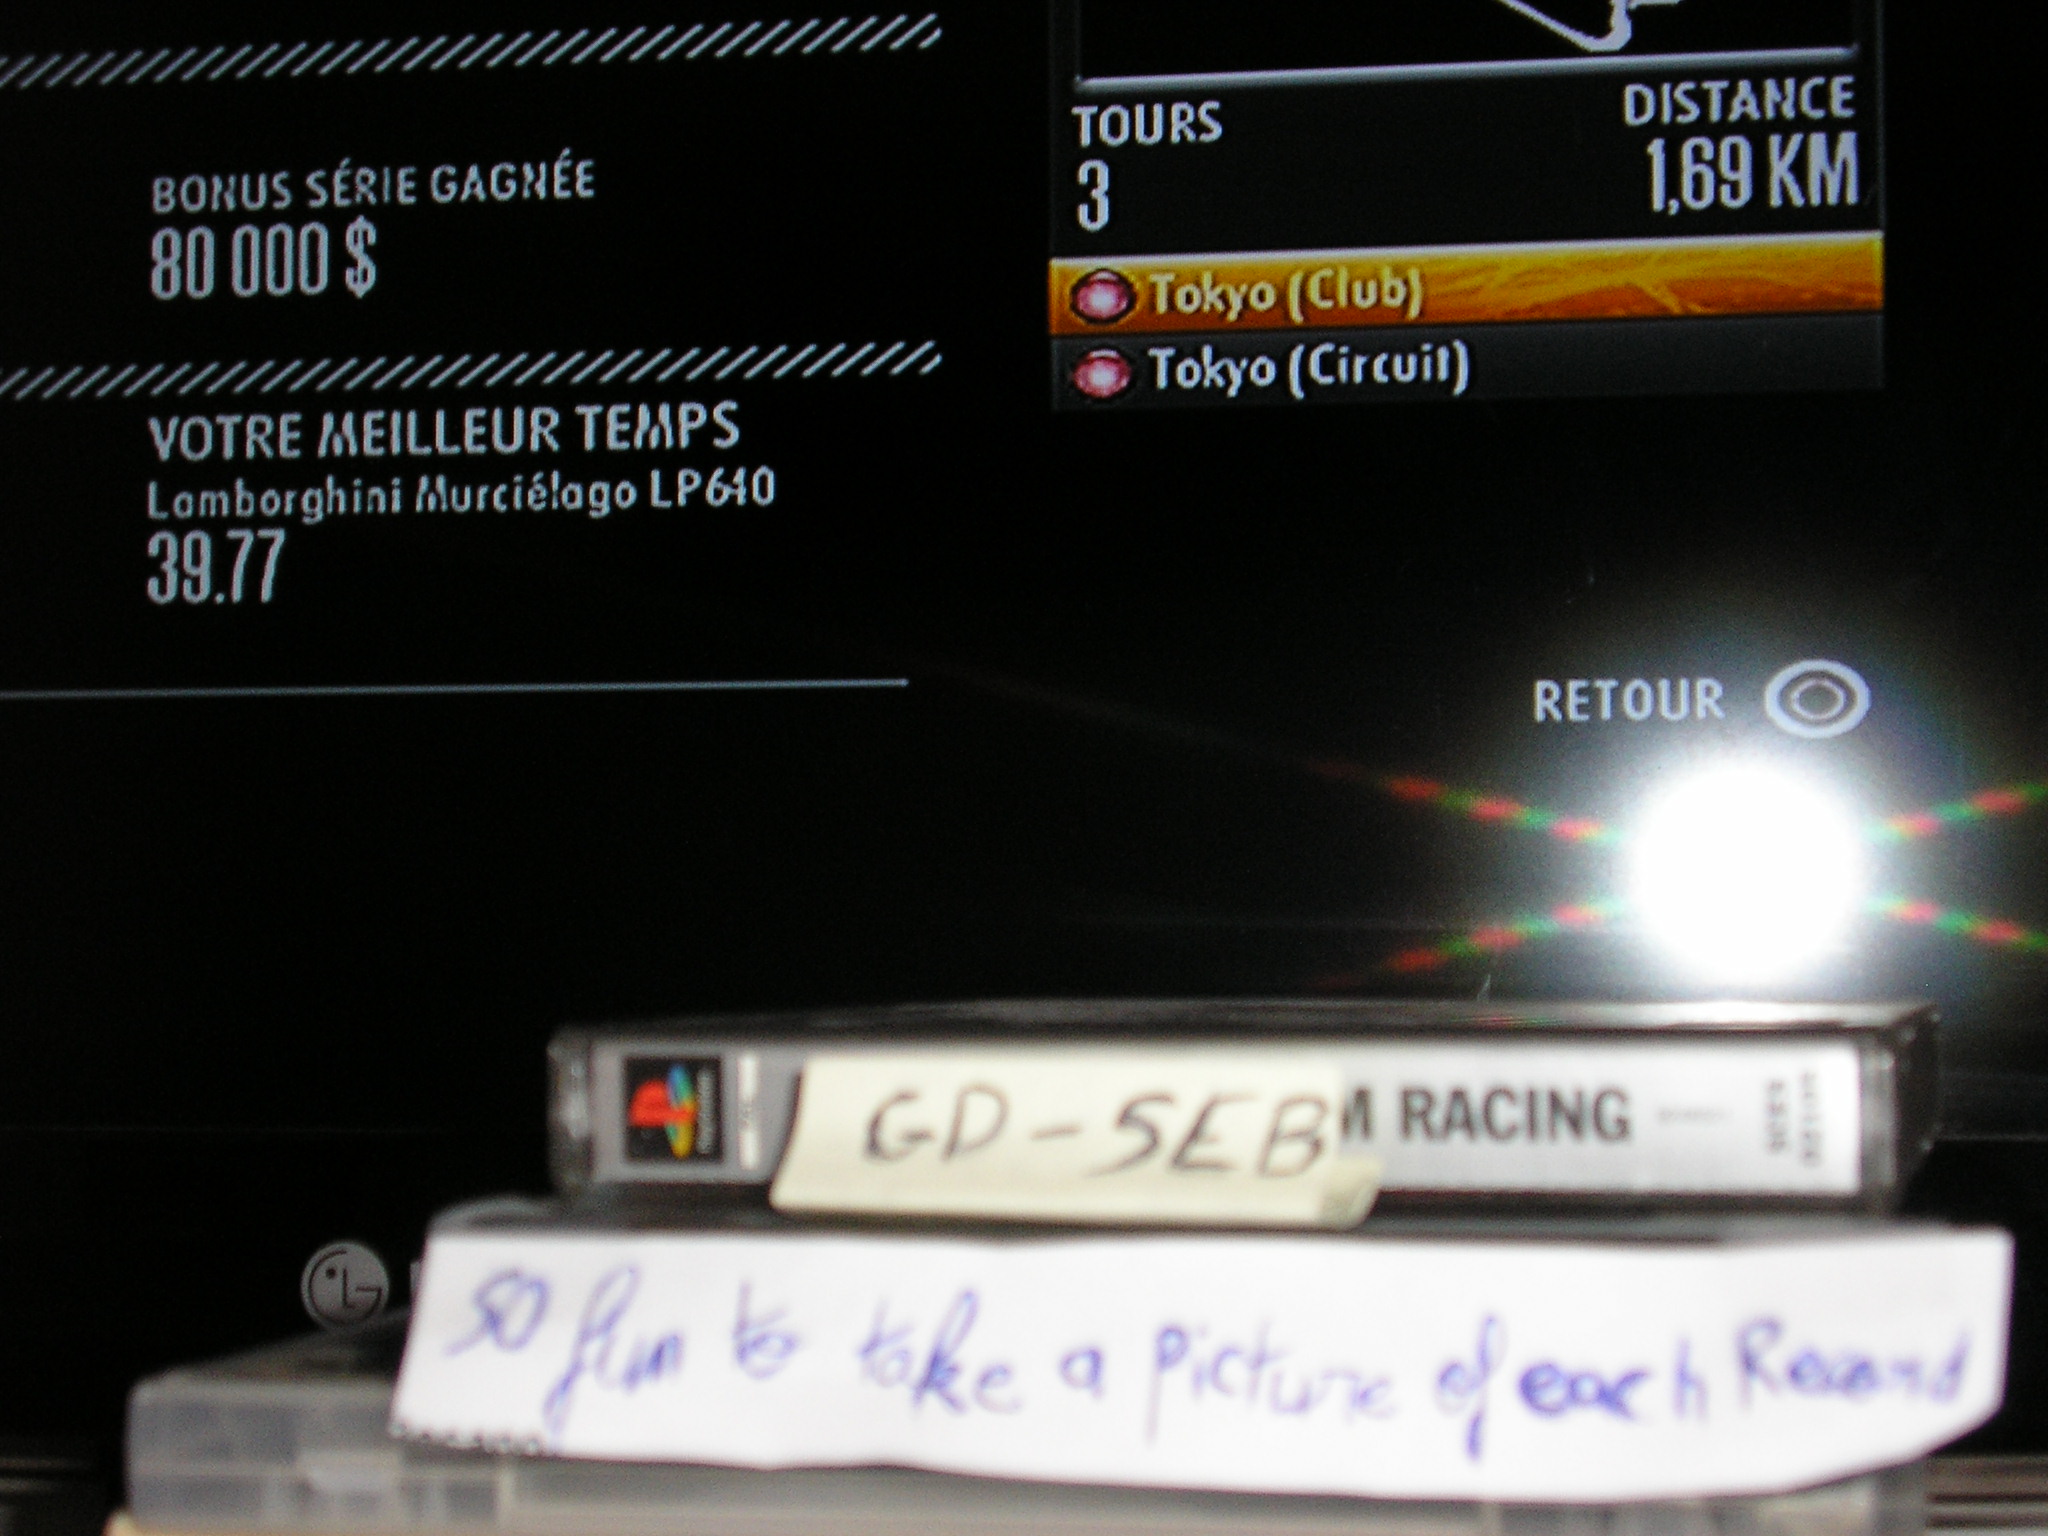 BONUS SÉRIE GAGNÉE
80 000 $
VOTRE MEILLEUR TEMPS
Lamborghini Murciélago LP640
39.77
TOURS
3
DISTANCE
1,69 KM
Tokyo (Club)
Tokyo (Circuit)
RETOUR
GD-SEB
M RACING
LG
so fun to take a picture of each Record